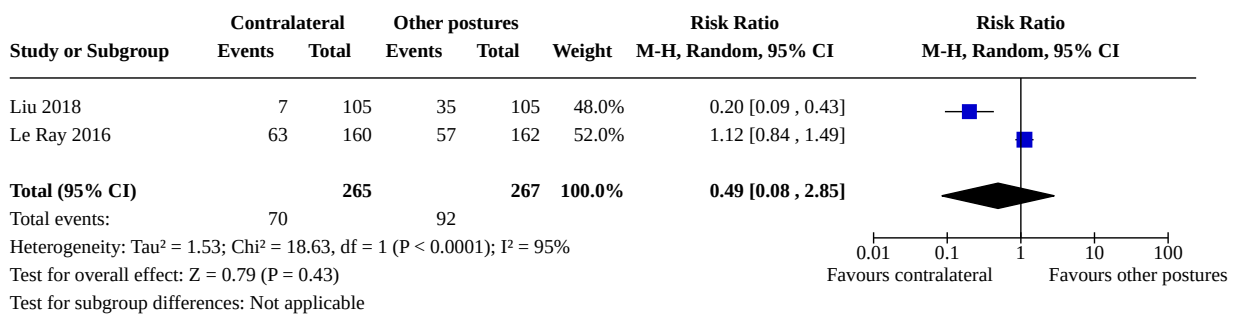 Contralateral Other postures Risk Ratio Risk Ratio
Study or Subgroup Events Total Events Total Weight M-H, Random, 95% CI M-H, Random, 95% CI
Liu 2018 7 105 35 105 48.0% 0.20 [0.09 , 0.43]
Le Ray 2016 63 160 57 162 52.0% 1.12 [0.84 , 1.49]
Total (95% CI) 265 267 100.0% 0.49 [0.08 , 2.85]
Total events: 70 92
Heterogeneity: Tau² = 1.53; Chi² = 18.63, df = 1 (P < 0.0001); I² = 95%
0.01 0.1 1 10 100
Test for overall effect: Z = 0.79 (P = 0.43)
Favours contralateral Favours other postures
Test for subgroup differences: Not applicable